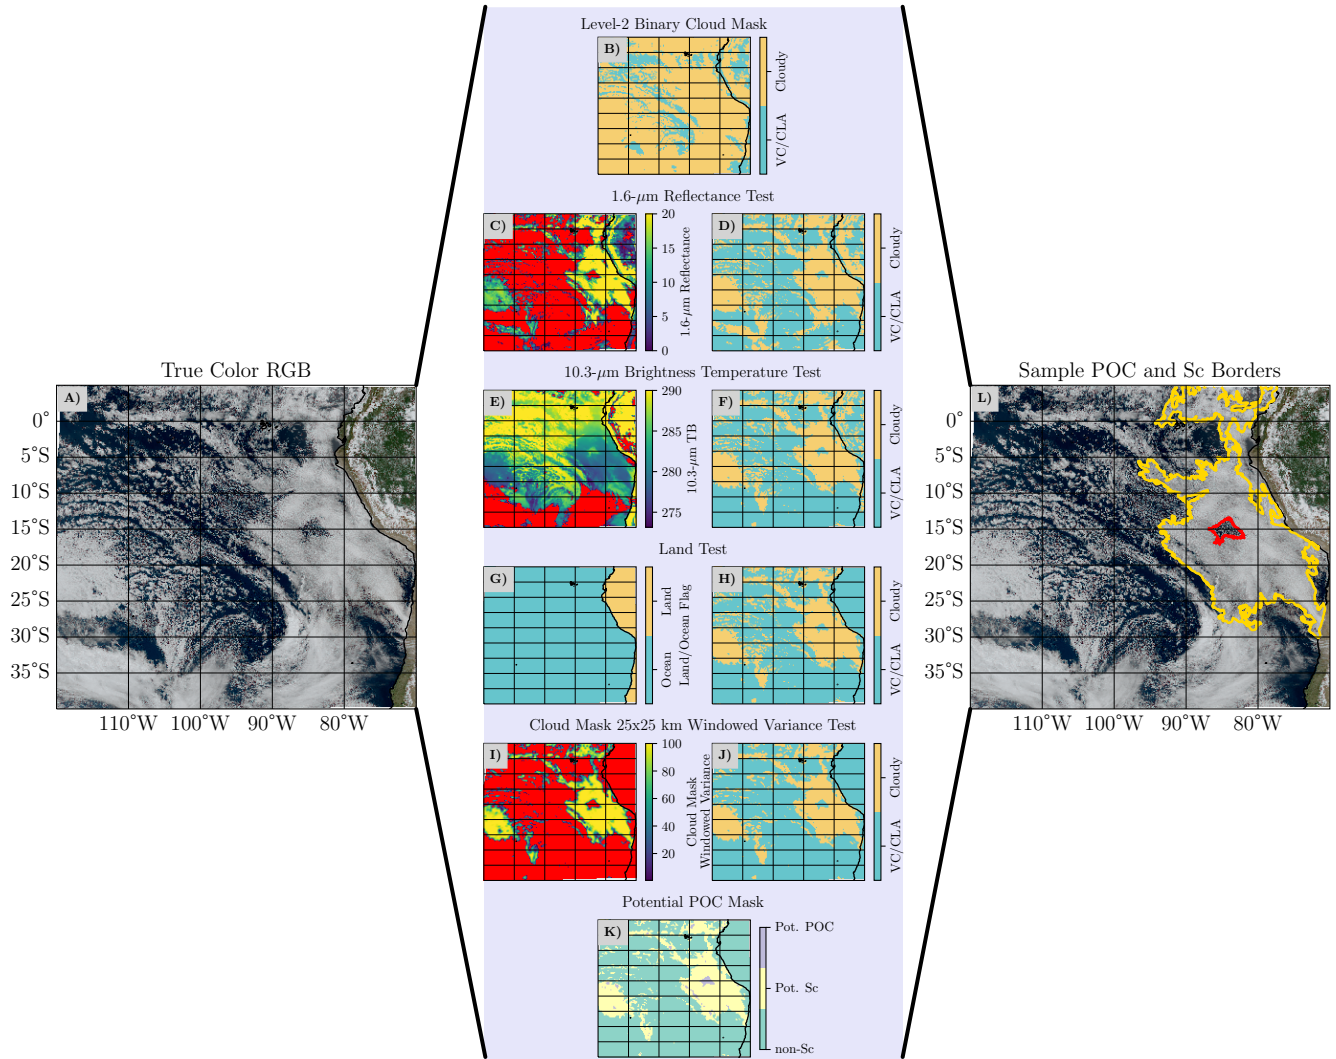 Level-2 Binary Cloud Mask
B)
Cloudy
VC/CLA
1.6-μm Reflectance Test
C)
20
15
10
5
0
1.6-μm Reflectance
D)
Cloudy
VC/CLA
10.3-μm Brightness Temperature Test
E)
290
285
280
275
10.3-μm TB
F)
Cloudy
VC/CLA
Land Test
G)
Land
Ocean
Land/Ocean Flag
H)
Cloudy
VC/CLA
Cloud Mask 25x25 km Windowed Variance Test
I)
100
80
60
40
20
Cloud Mask
Windowed Variance
J)
Cloudy
VC/CLA
Potential POC Mask
K)
Pot. POC
Pot. Sc
non-Sc
True Color RGB
A)
0°
5°S
10°S
15°S
20°S
25°S
30°S
35°S
110°W 100°W 90°W 80°W
Sample POC and Sc Borders
L)
0°
5°S
10°S
15°S
20°S
25°S
30°S
35°S
110°W 100°W 90°W 80°W